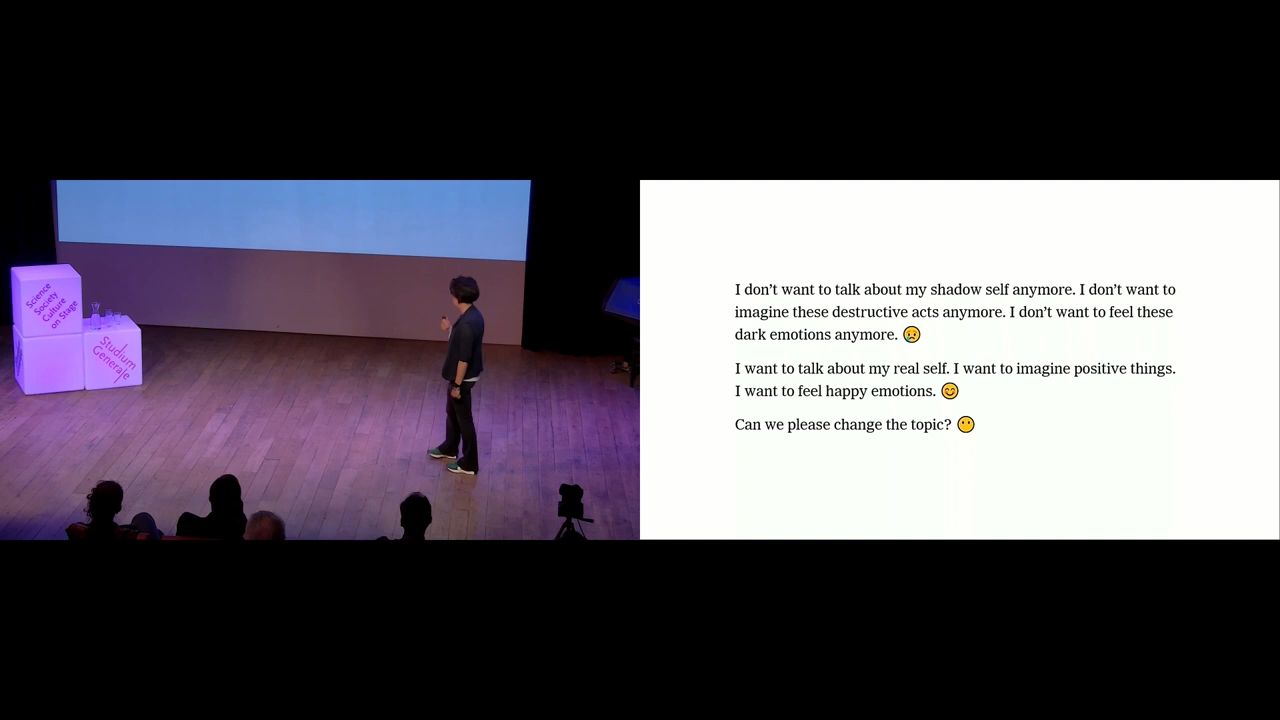 Science
Society
Culture
on Stage
Studium
Generale
I don’t want to talk about my shadow self anymore. I don’t want to
imagine these destructive acts anymore. I don’t want to feel these
dark emotions anymore. 😥
I want to talk about my real self. I want to imagine positive things.
I want to feel happy emotions. 😊
Can we please change the topic? 😶